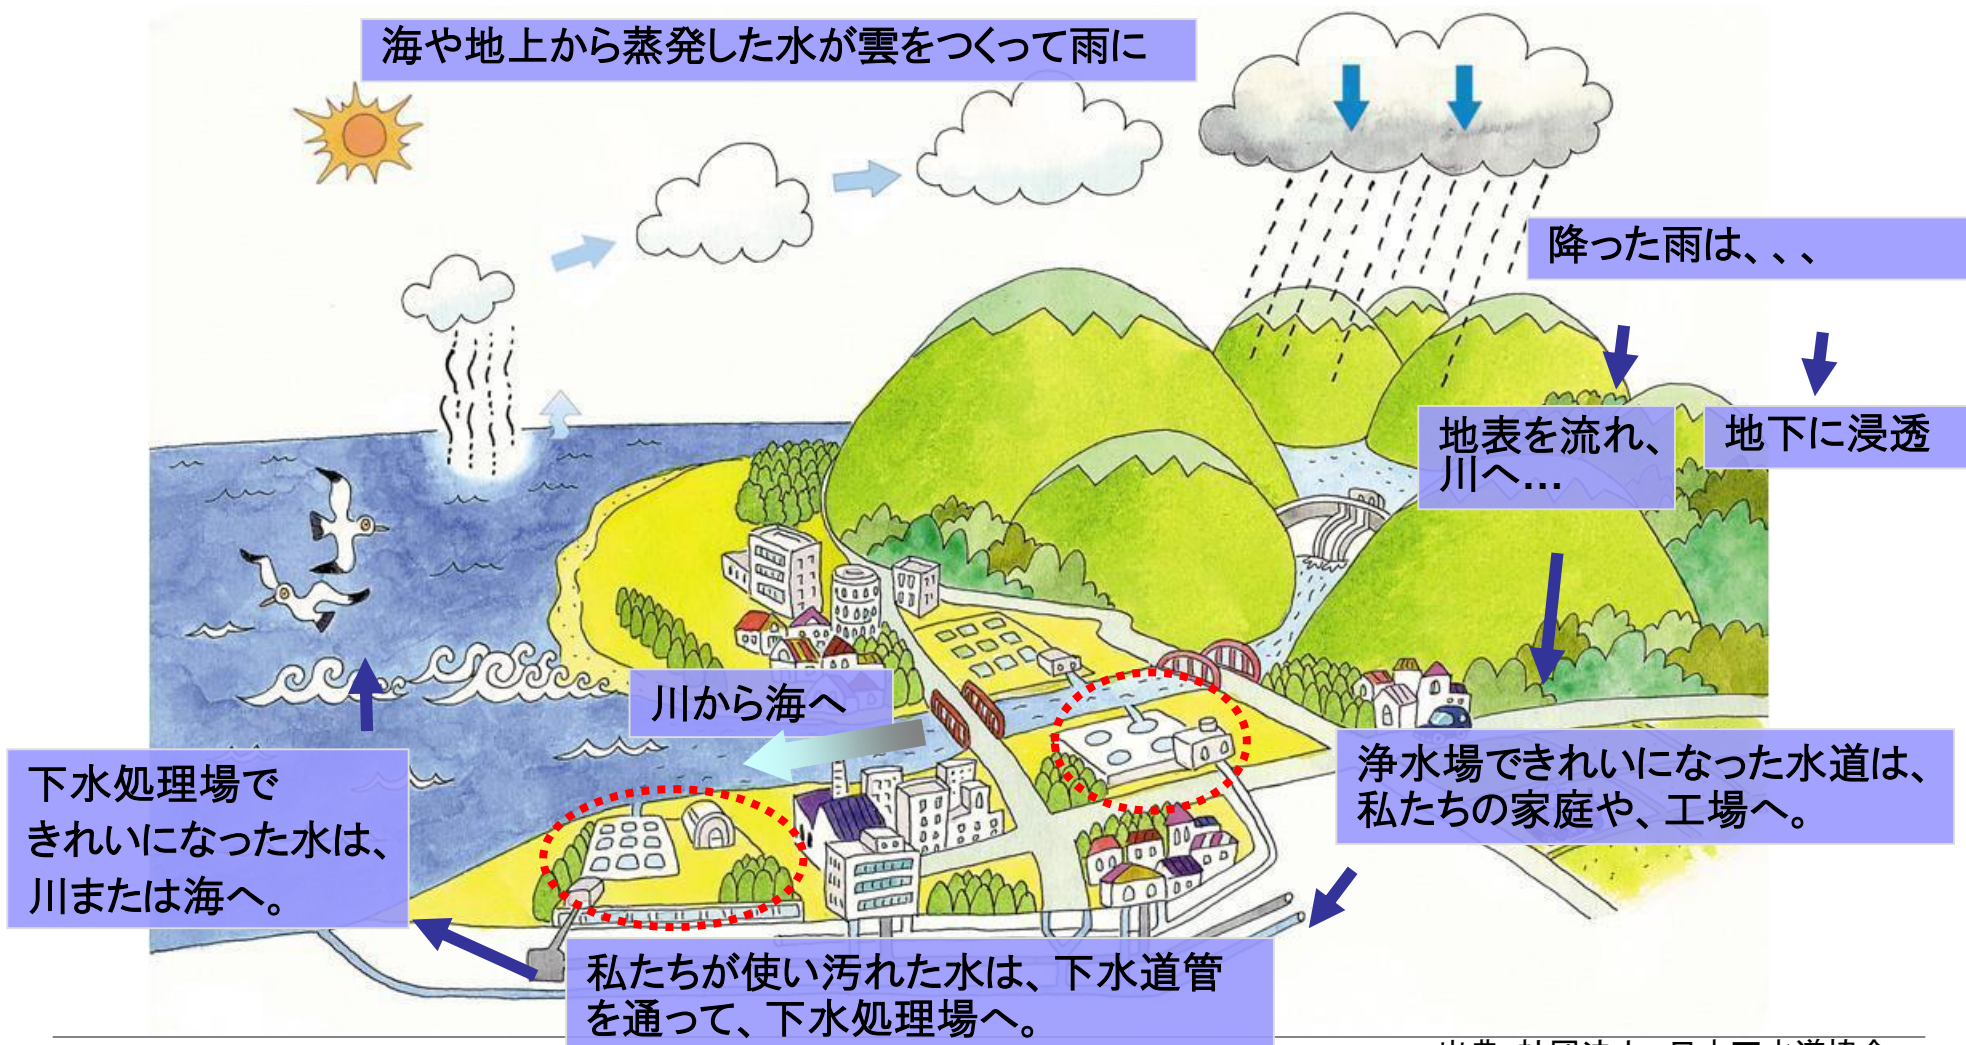 海や地上から蒸発した水が雲をつくって雨に
降った雨は、、、
地表を流れ、
川へ…
地下に浸透
川から海へ
浄水場できれいになった水道は、
私たちの家庭や、工場へ。
下水処理場で
きれいになった水は、
川または海へ。
私たちが使い汚れた水は、下水道管
を通って、下水処理場へ。